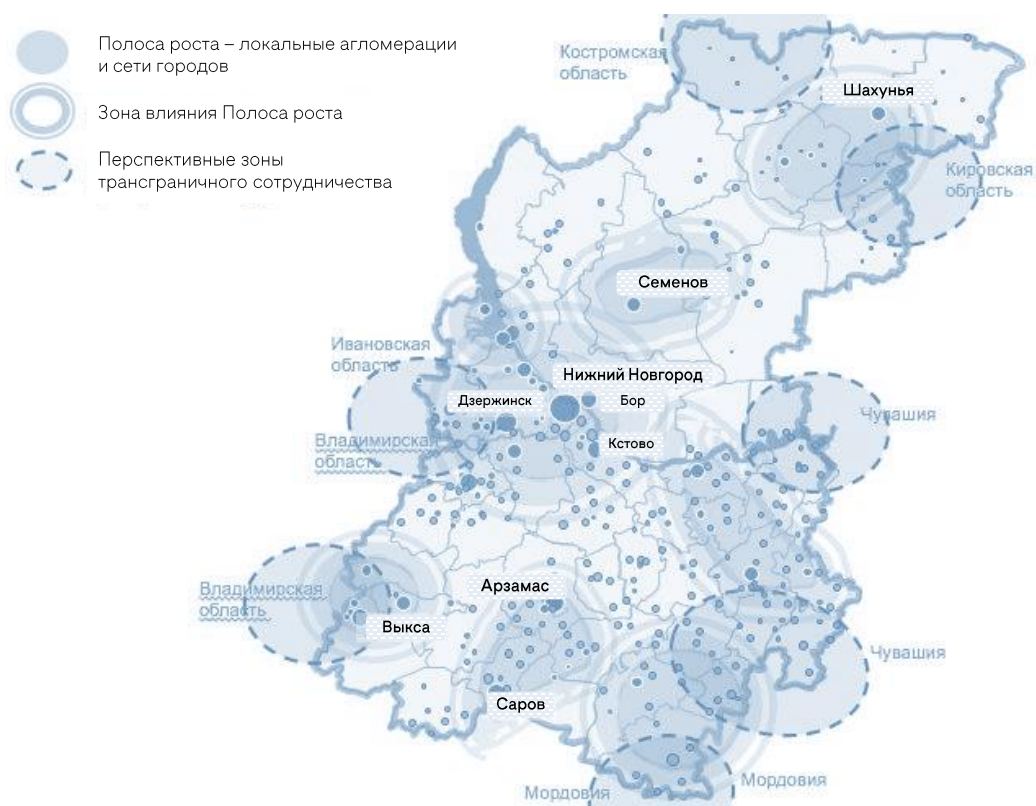 Полоса роста – локальные агломерации
и сети городов
Зона влияния Полоса роста
Перспективные зоны
трансграничного сотрудничества
Костромская
область
Шахунья
Кировская
область
Семенов
Ивановская
область
Нижний Новгород
Дзержинск
Бор
Чувашия
Владимирская
область
Кстово
Владимирская
область
Арзамас
Выкса
Чувашия
Саров
Мордовия
Мордовия